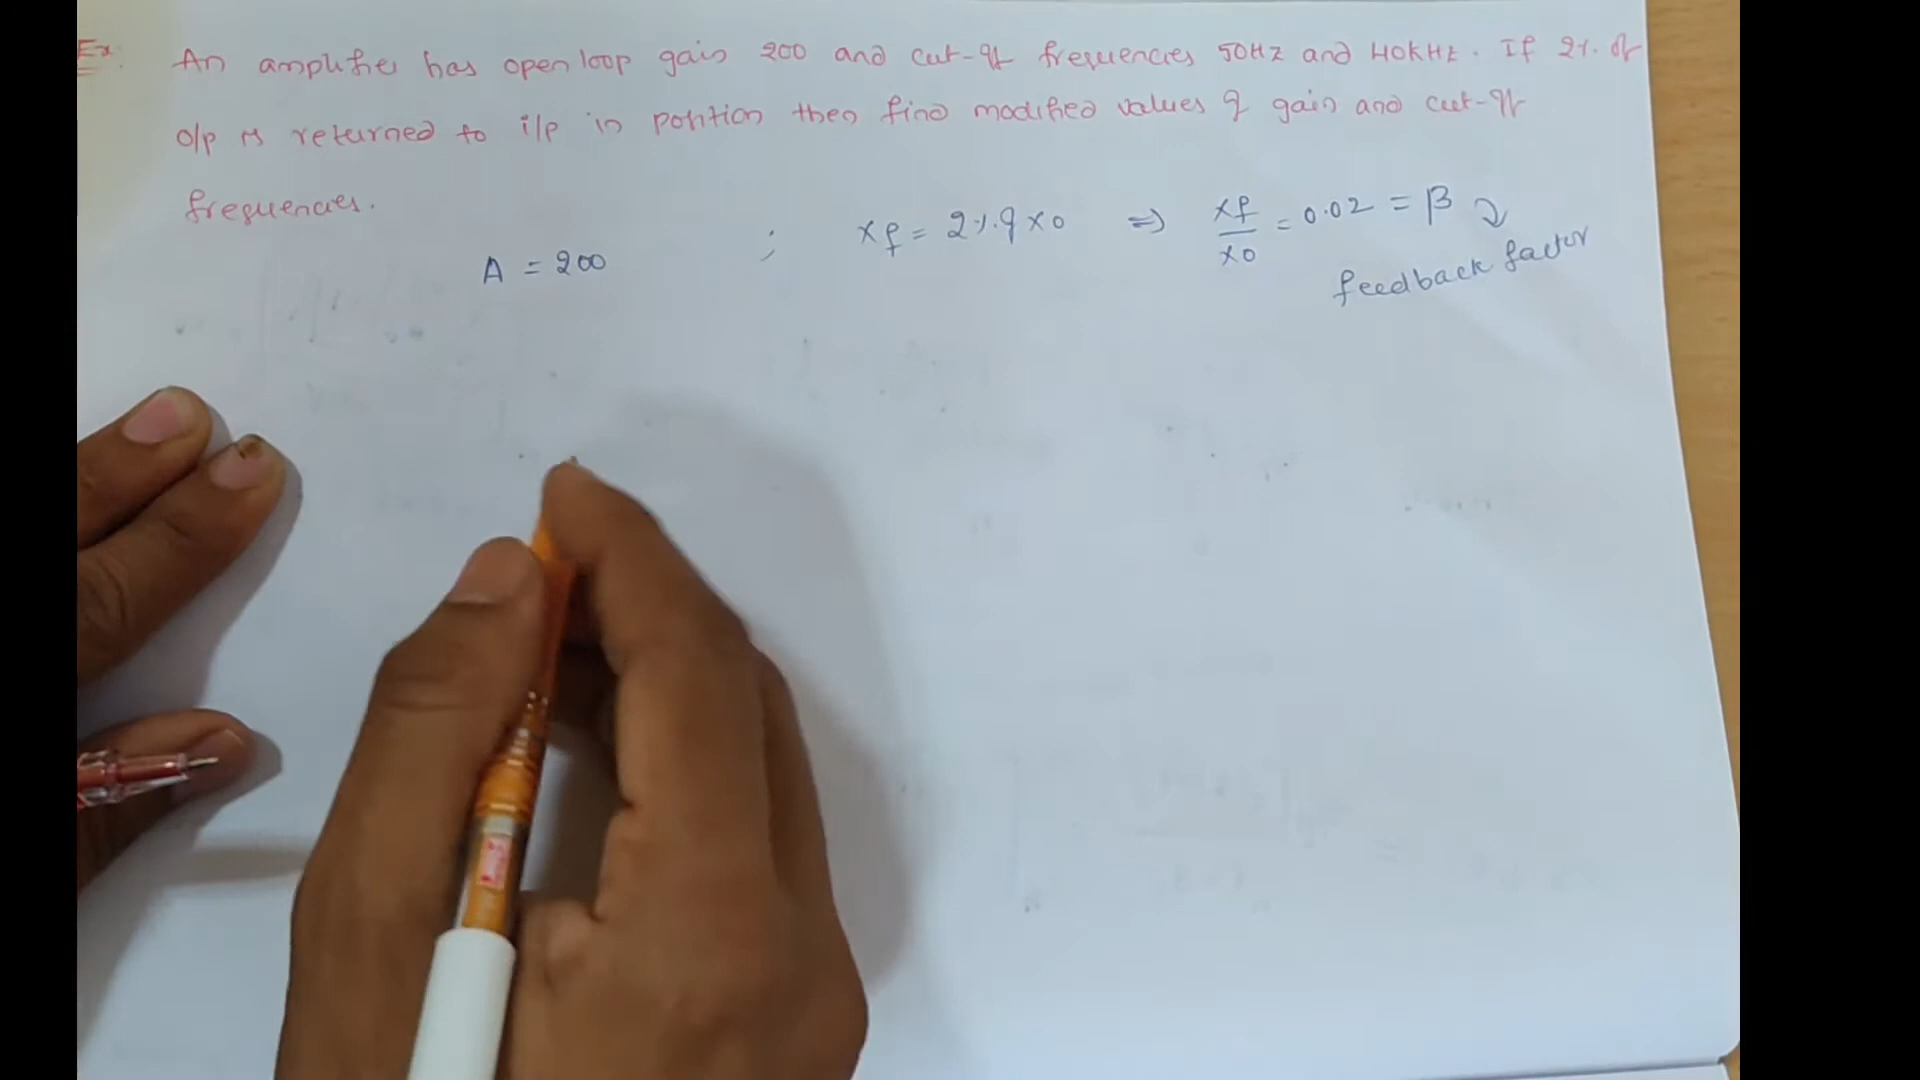 Ex: An amplifier has open loop gain 200 and cut-off frequencies 50Hz and 40KHz. If 2% of
o/p is returned to i/p in position then find modified values of gain and cut-off
frequencies.
A = 200 ; xf = 2% of x0 ⇒ xf/x0 = 0.02 = β
feedback factor